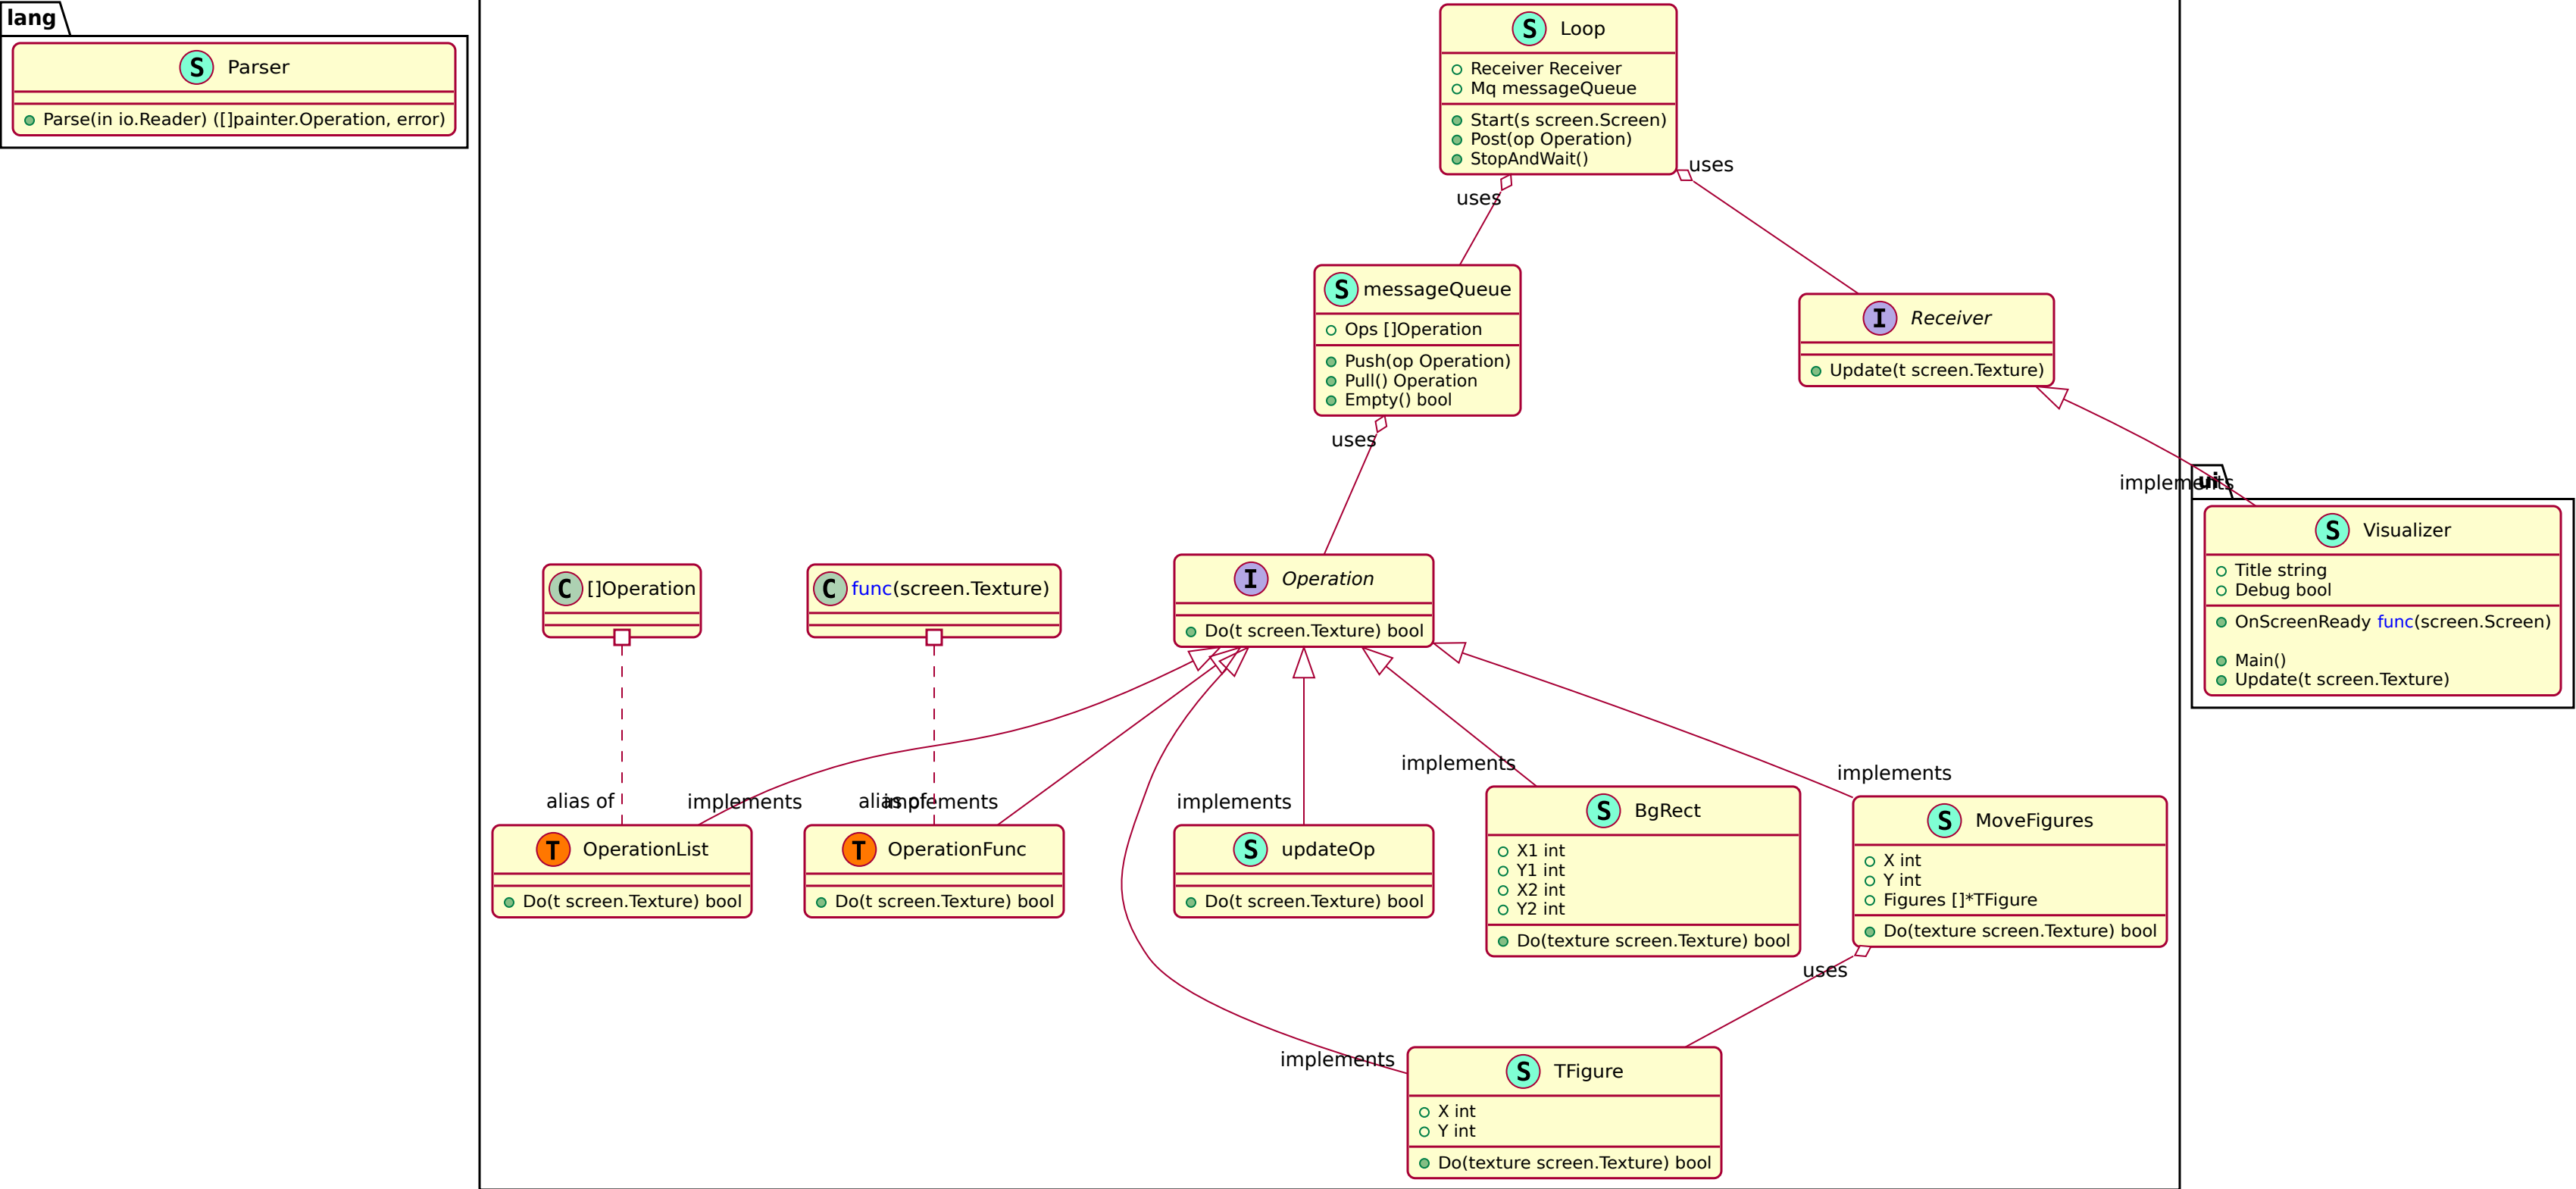 lang
S Parser
Parse(in io.Reader) ([]painter.Operation, error)
S Loop
Receiver Receiver
Mq messageQueue
Start(s screen.Screen)
Post(op Operation)
StopAndWait()
uses
uses
S messageQueue
Ops []Operation
Push(op Operation)
Pull() Operation
Empty() bool
uses
I Receiver
Update(t screen.Texture)
implements
ui
S Visualizer
Title string
Debug bool
OnScreenReady func(screen.Screen)
Main()
Update(t screen.Texture)
C []Operation
C func(screen.Texture)
I Operation
Do(t screen.Texture) bool
alias of
implements
alias of
implements
implements
implements
implements
T OperationList
Do(t screen.Texture) bool
T OperationFunc
Do(t screen.Texture) bool
S updateOp
Do(t screen.Texture) bool
S BgRect
X1 int
Y1 int
X2 int
Y2 int
Do(texture screen.Texture) bool
S MoveFigures
X int
Y int
Figures []*TFigure
Do(texture screen.Texture) bool
uses
implements
S TFigure
X int
Y int
Do(texture screen.Texture) bool